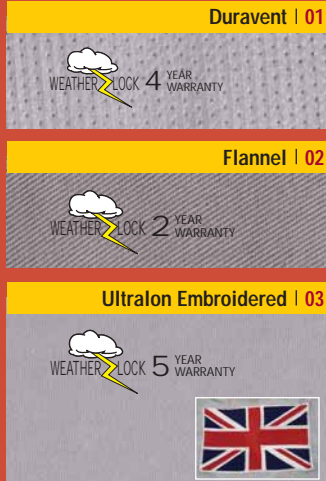 Duravent | 01
WEATHER LOCK 4 YEAR WARRANTY
Flannel | 02
WEATHER LOCK 2 YEAR WARRANTY
Ultralon Embroidered | 03
WEATHER LOCK 5 YEAR WARRANTY